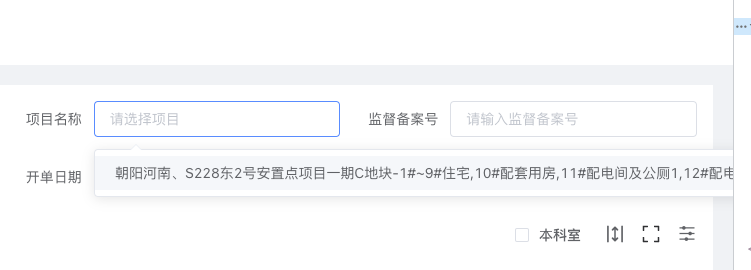 项目名称 请选择项目 监督备案号 请输入监督备案号
朝阳河南、S228东2号安置点项目一期C地块-1#~9#住宅,10#配套用房,11#配电间及公厕1,12#配电
开单日期
本科室